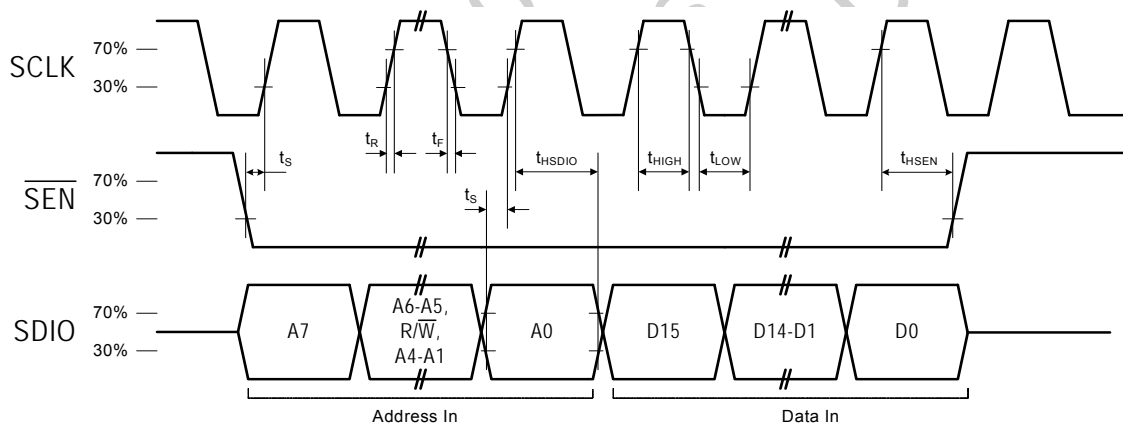 SCLK
70%
30%
tS
tR
tF
tHSDIO
tHIGH
tLOW
tHSEN
SEN
70%
30%
tS
SDIO
70%
30%
A7
A6-A5,
R/W,
A4-A1
A0
D15
D14-D1
D0
Address In
Data In